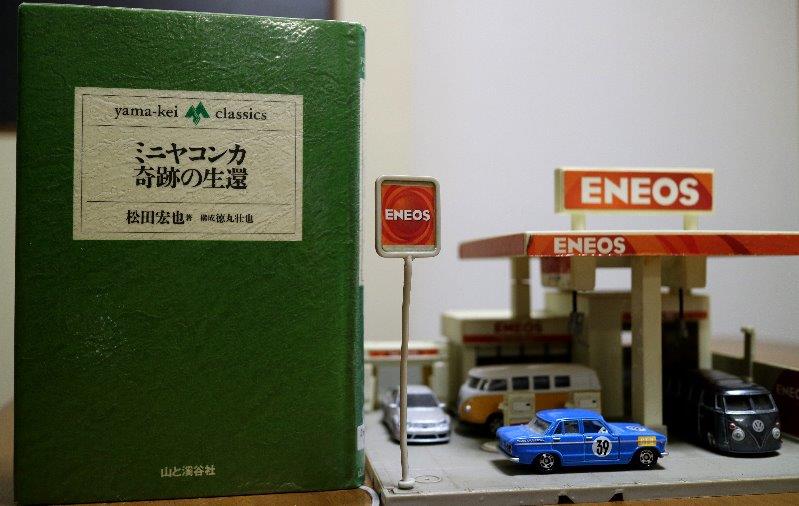 yama-kei classics
ミニヤコンカ
奇跡の生還
松田宏也著 構成徳丸壮也
山と溪谷社
ENEOS
ENEOS
ENEOS
ENEOS
39